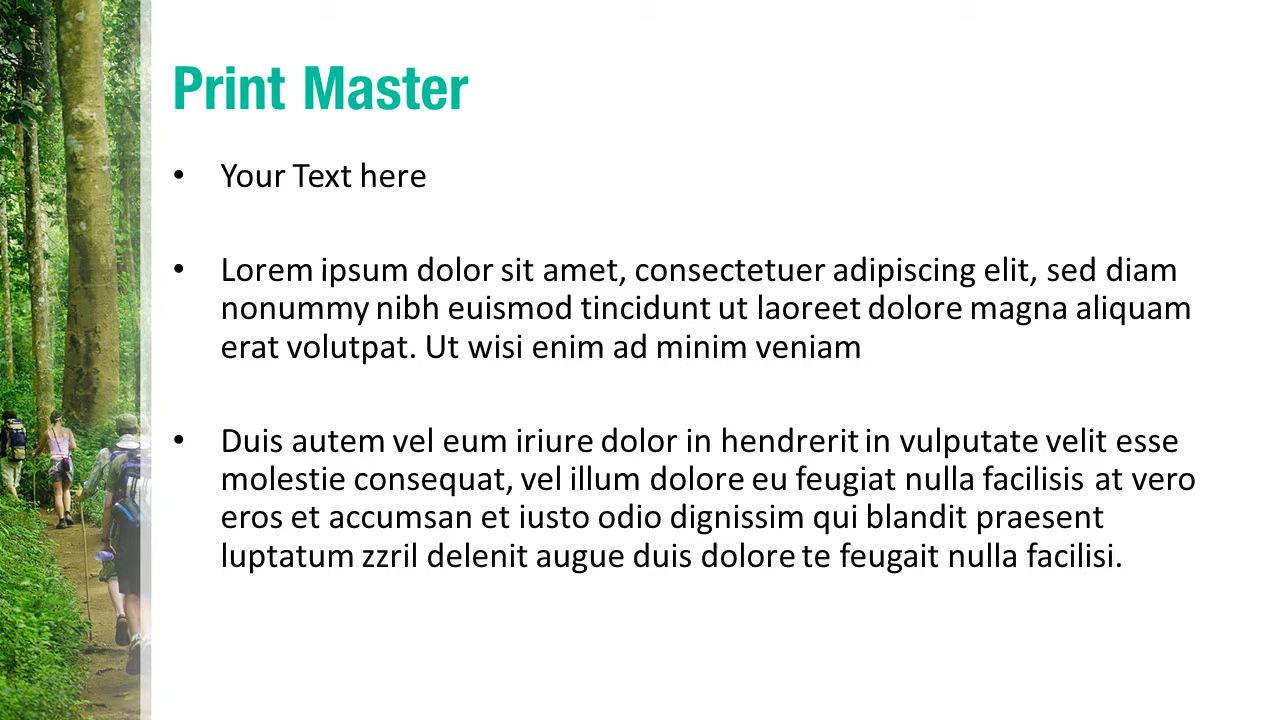 Print Master
• Your Text here
• Lorem ipsum dolor sit amet, consectetuer adipiscing elit, sed diam
nonummy nibh euismod tincidunt ut laoreet dolore magna aliquam
erat volutpat. Ut wisi enim ad minim veniam
• Duis autem vel eum iriure dolor in hendrerit in vulputate velit esse
molestie consequat, vel illum dolore eu feugiat nulla facilisis at vero
eros et accumsan et iusto odio dignissim qui blandit praesent
luptatum zzril delenit augue duis dolore te feugait nulla facilisi.